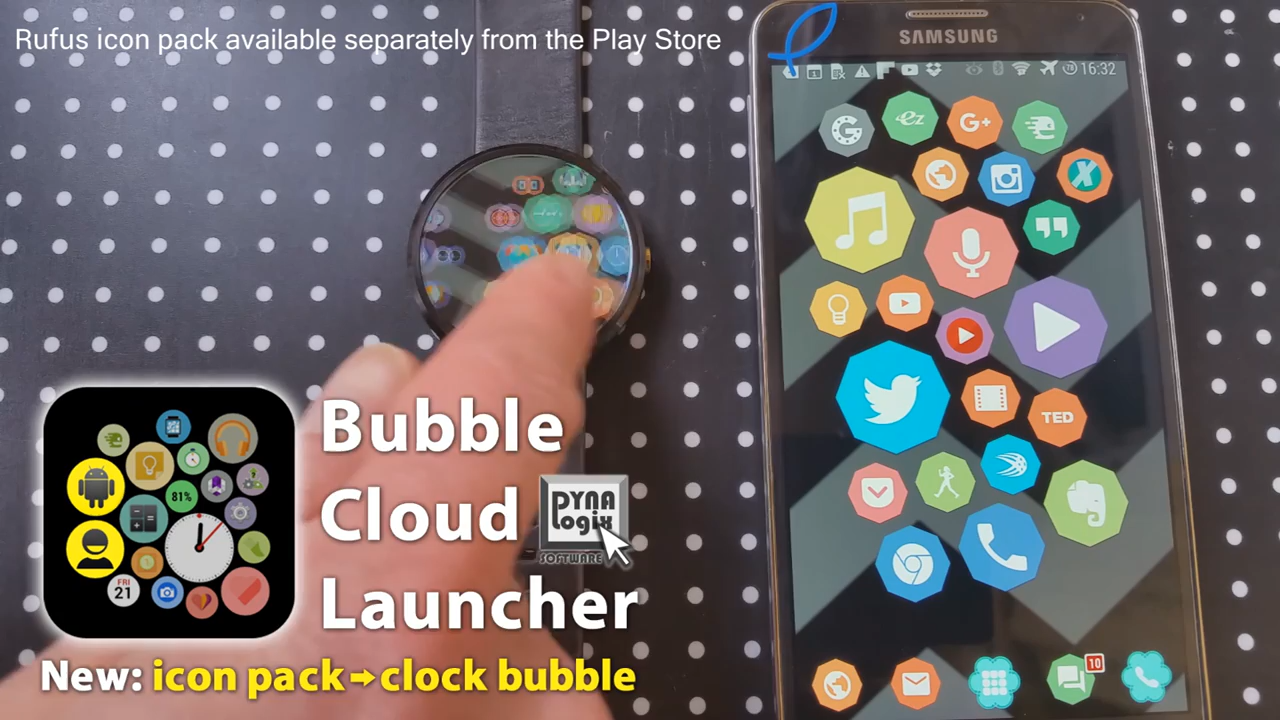 Rufus icon pack available separately from the Play Store
SAMSUNG
16:32
ez
G+
X
TED
10
Bubble
Cloud
Launcher
DYNA
Logix
SOFTWARE
81%
FRI
21
New: icon pack→clock bubble